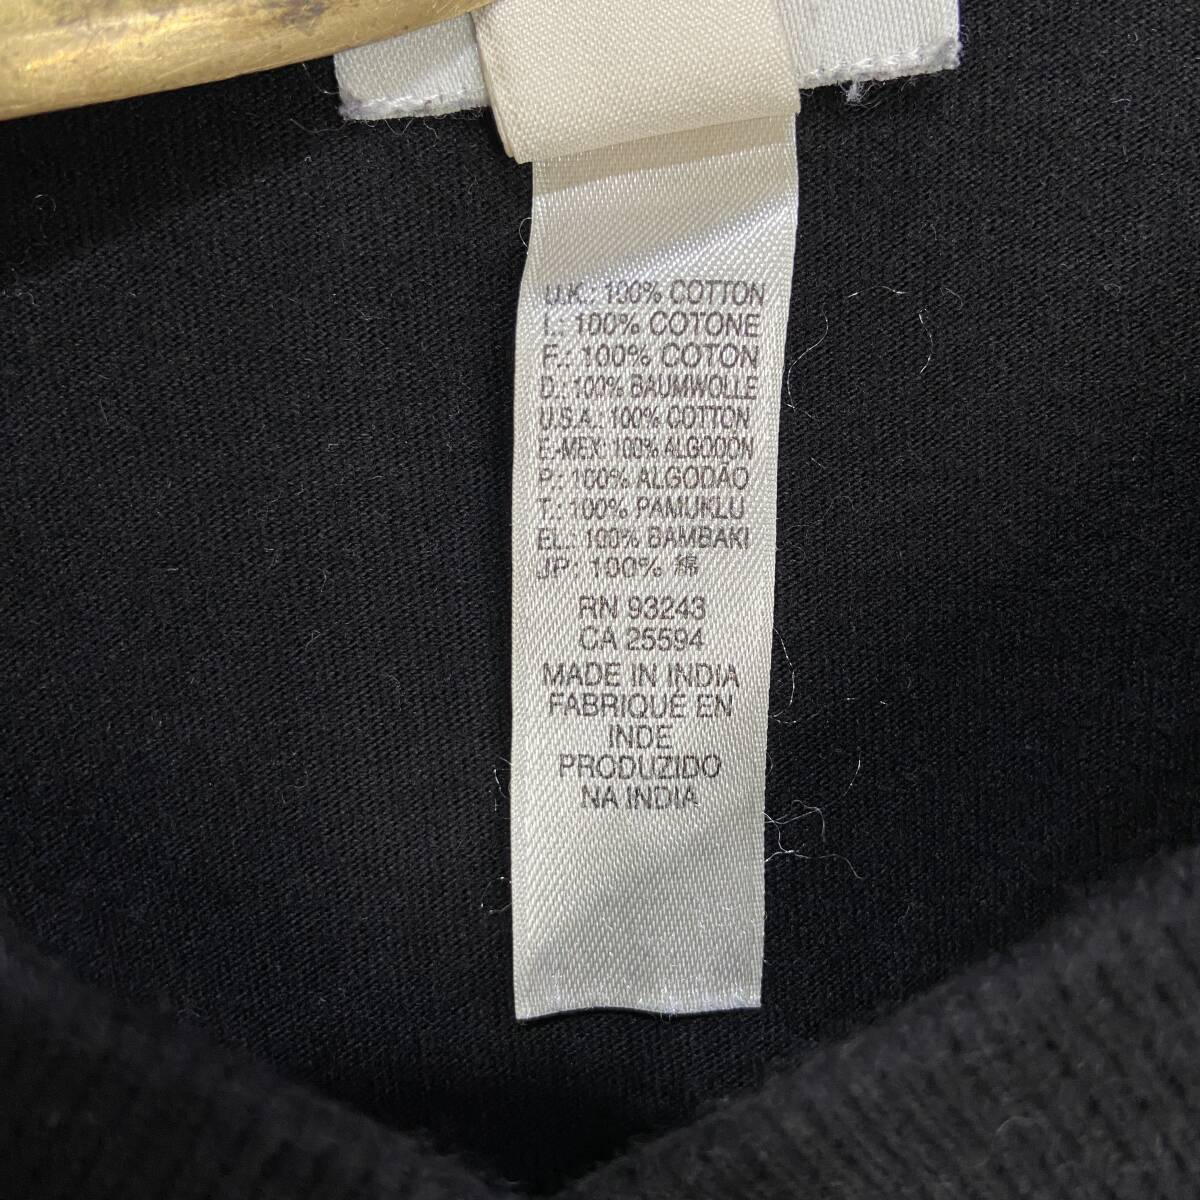 U.K.: 100% COTTON
I.: 100% COTONE
F.: 100% COTON
D.: 100% BAUMWOLLE
U.S.A.: 100% COTTON
E.-MEX: 100% ALGODON
P.: 100% ALGODÃO
T.: 100% PAMUKLU
EL.: 100% BAMBAKI
JP: 100% 綿
RN 93243
CA 25594
MADE IN INDIA
FABRIQUÉ EN
INDE
PRODUZIDO
NA INDIA